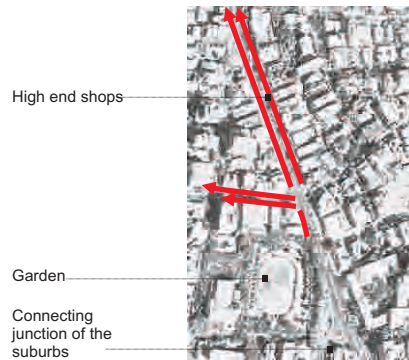 High end shops
Garden
Connecting
junction of the
suburbs